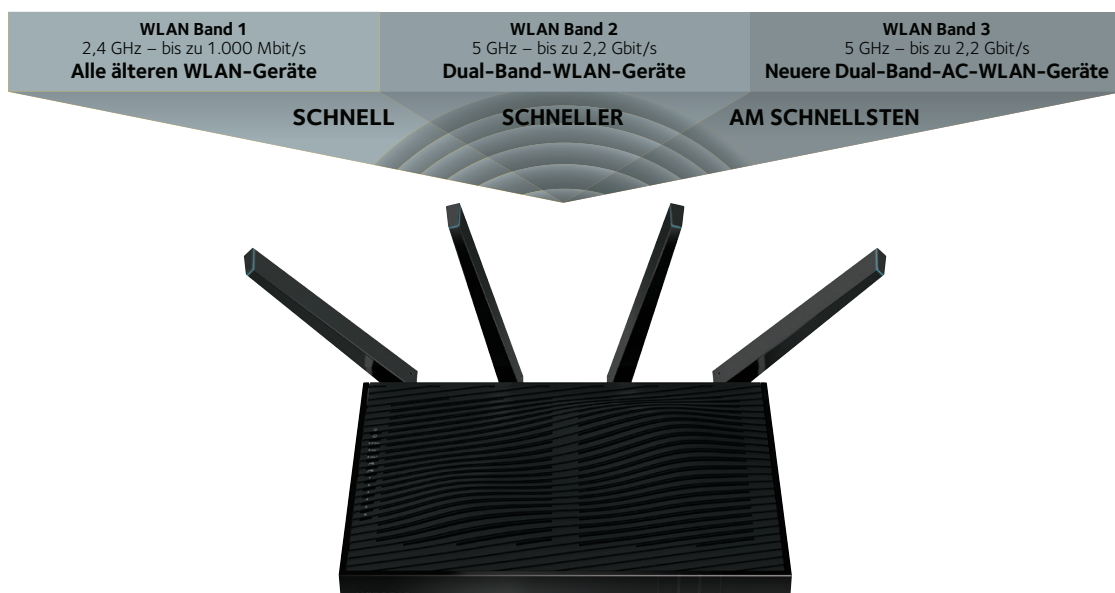 WLAN Band 1
2,4 GHz – bis zu 1.000 Mbit/s
Alle älteren WLAN-Geräte
WLAN Band 2
5 GHz – bis zu 2,2 Gbit/s
Dual-Band-WLAN-Geräte
WLAN Band 3
5 GHz – bis zu 2,2 Gbit/s
Neuere Dual-Band-AC-WLAN-Geräte
SCHNELL
SCHNELLER
AM SCHNELLSTEN